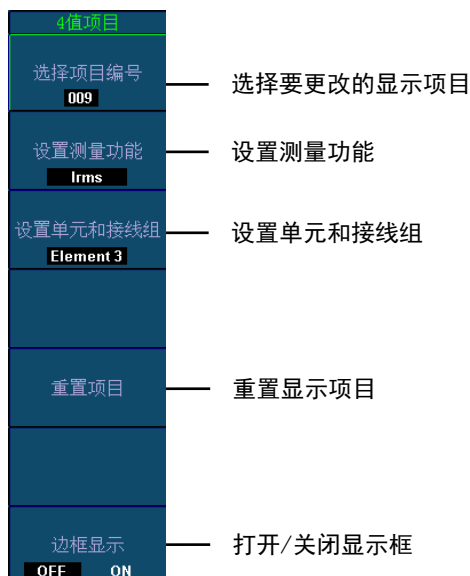 4值项目
选择项目编号
009
选择要更改的显示项目
设置测量功能
Irms
设置测量功能
设置单元和接线组
Element 3
设置单元和接线组
重置项目
重置显示项目
边框显示
OFF ON
打开/关闭显示框